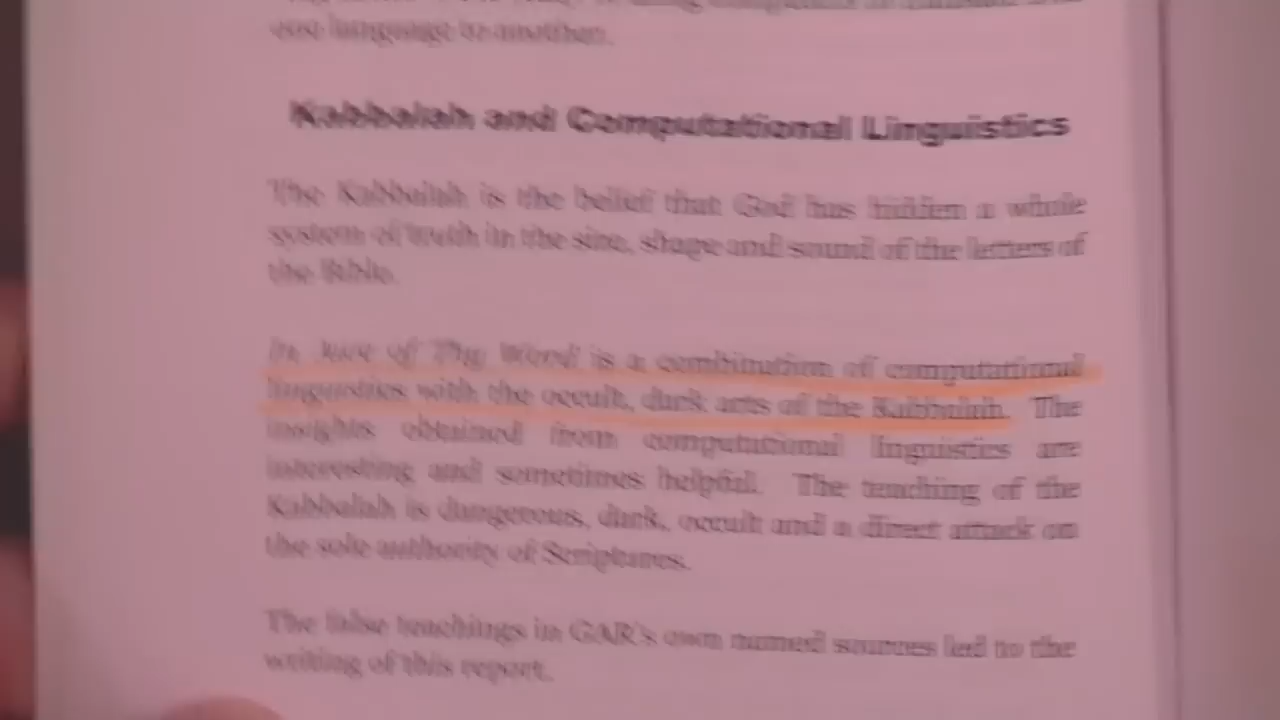 one language to another.
Kabbalah and Computational Linguistics
The Kabbalah is the belief that God has hidden a whole
system of truth in the size, shape and sound of the letters of
the Bible.
In Awe of Thy Word is a combination of computational
linguistics with the occult, dark arts of the Kabbalah. The
insights obtained from computational linguistics are
interesting and sometimes helpful. The teaching of the
Kabbalah is dangerous, dark, occult and a direct attack on
the sole authority of Scriptures.
The false teachings in GAR's own named sources led to the
writing of this report.